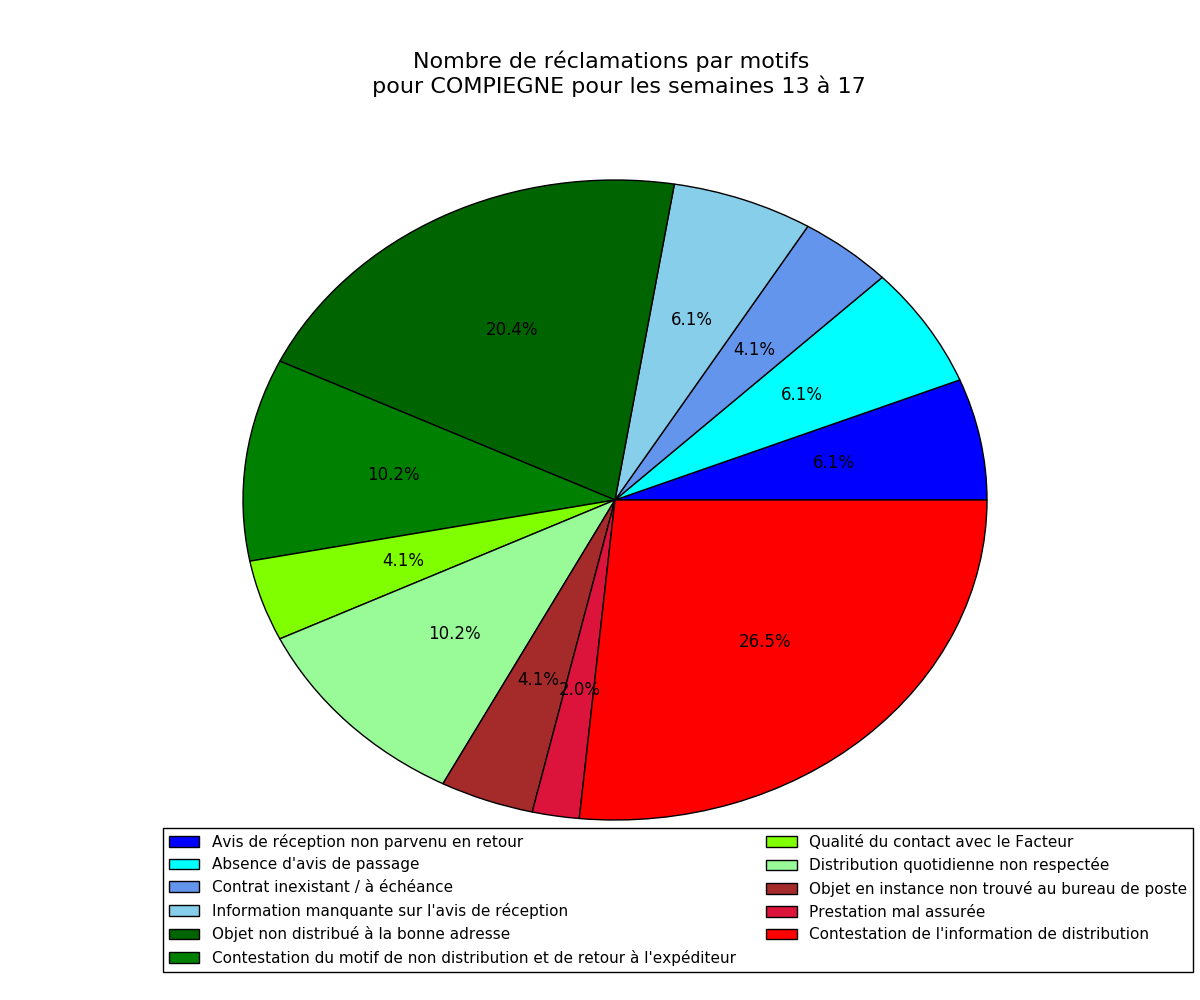 Nombre de réclamations par motifs
pour COMPIEGNE pour les semaines 13 à 17
6.1%
4.1%
20.4%
6.1%
6.1%
10.2%
4.1%
10.2%
26.5%
4.1%
2.0%
Avis de réception non parvenu en retour
Absence d'avis de passage
Contrat inexistant / à échéance
Information manquante sur l'avis de réception
Objet non distribué à la bonne adresse
Contestation du motif de non distribution et de retour à l'expéditeur
Qualité du contact avec le Facteur
Distribution quotidienne non respectée
Objet en instance non trouvé au bureau de poste
Prestation mal assurée
Contestation de l'information de distribution